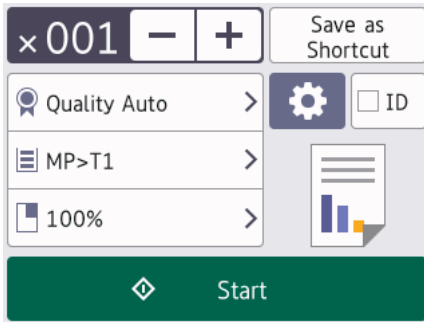 ×001 − +
Save as
Shortcut
Quality Auto >
ID
MP>T1 >
100% >
Start